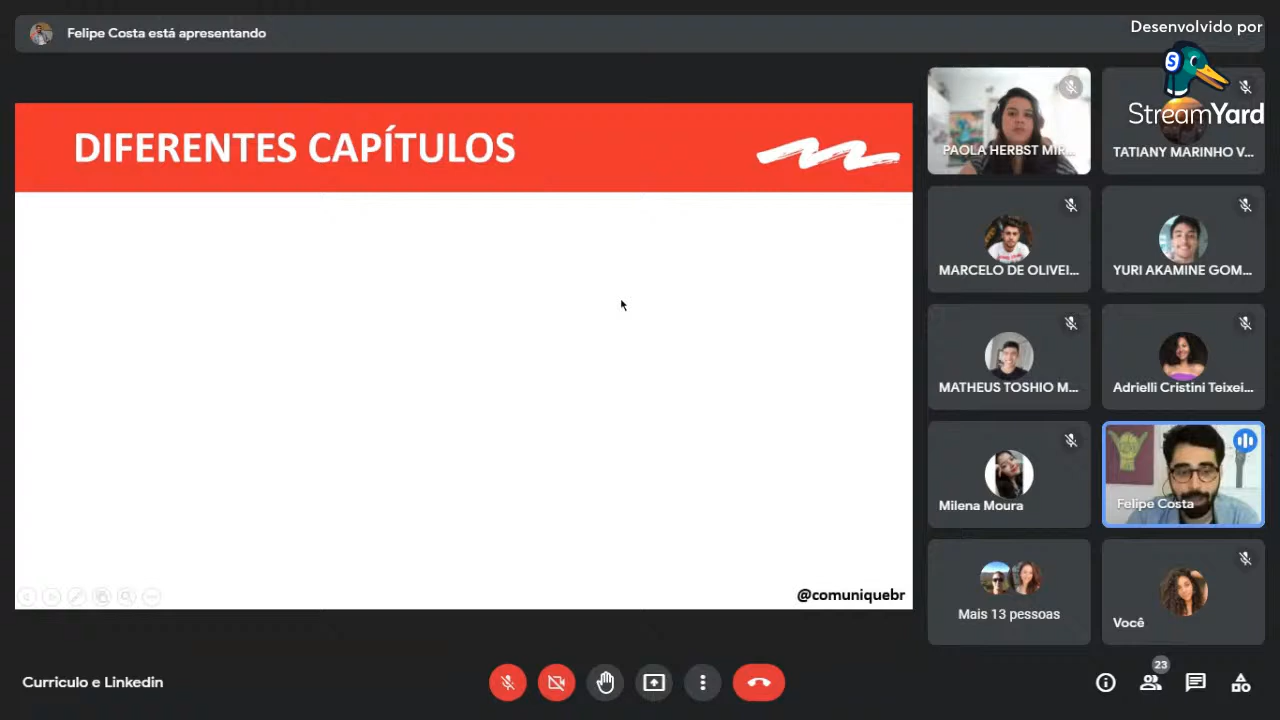 Felipe Costa está apresentando
Desenvolvido por
StreamYard
DIFERENTES CAPÍTULOS
@comuniquebr
PAOLA HERBST MIR...
TATIANY MARINHO V...
MARCELO DE OLIVEI...
YURI AKAMINE GOM...
MATHEUS TOSHIO M...
Adrielli Cristini Teixei...
Milena Moura
Felipe Costa
Mais 13 pessoas
Você
Curriculo e Linkedin
23